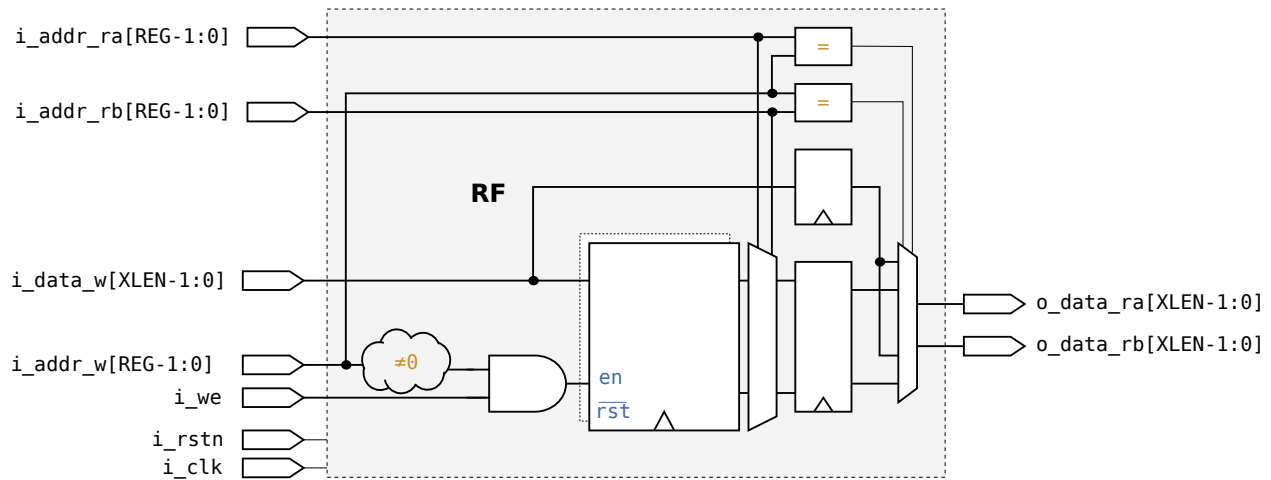 i_addr_ra[REG-1:0]
=
i_addr_rb[REG-1:0]
=
RF
i_data_w[XLEN-1:0]
o_data_ra[XLEN-1:0]
o_data_rb[XLEN-1:0]
i_addr_w[REG-1:0]
≠0
en
i_we
rst
i_rstn
i_clk